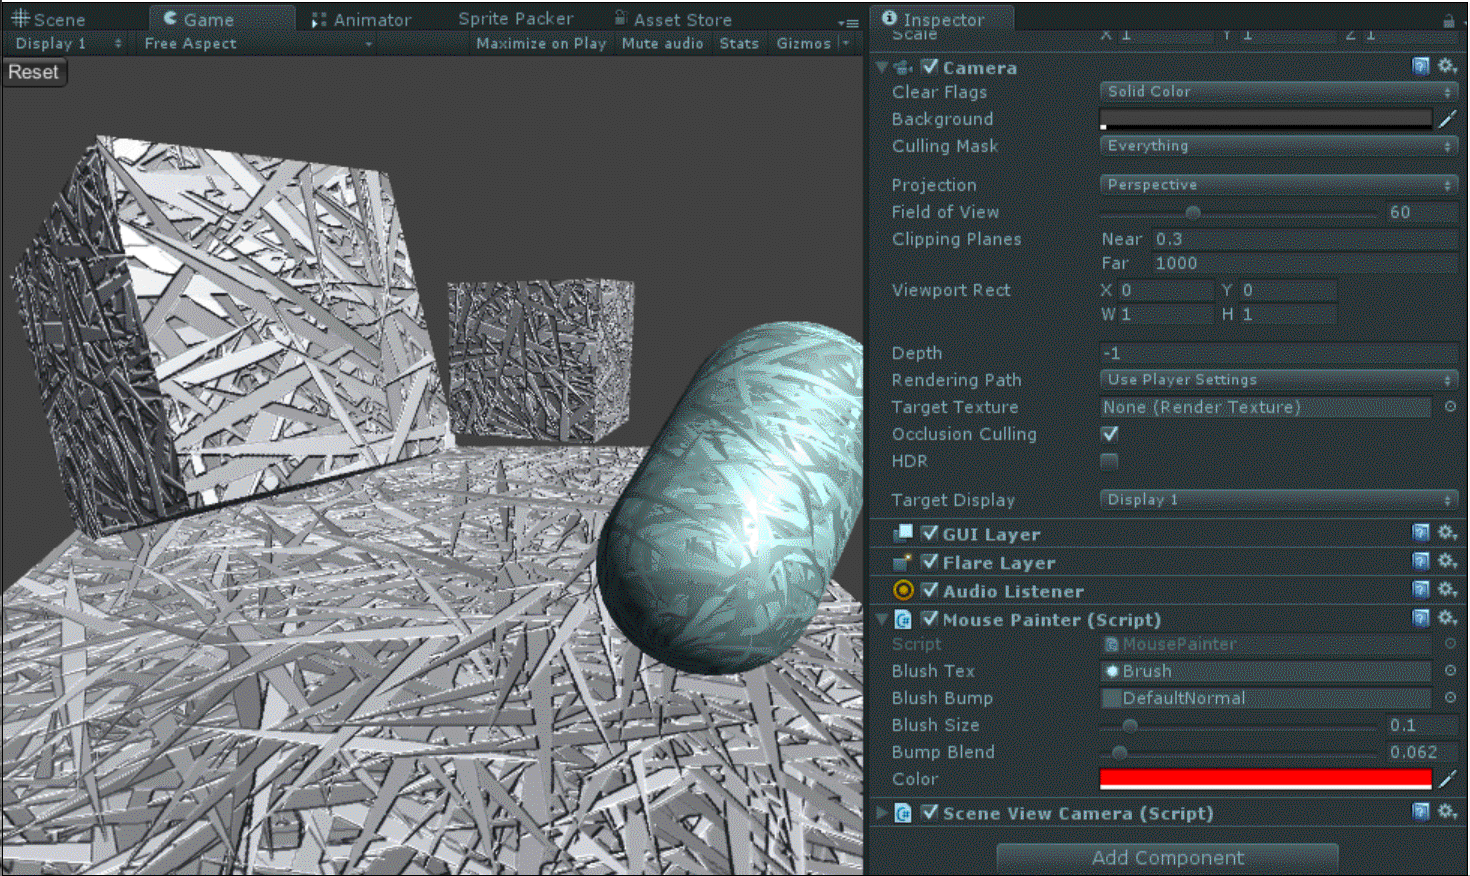 Scene Game Animator Sprite Packer Asset Store
Display 1 Free Aspect Maximize on Play Mute audio Stats Gizmos
Reset
Inspector
Scale X 1 Y 1 Z 1
Camera
Clear Flags Solid Color
Background
Culling Mask Everything
Projection Perspective
Field of View 60
Clipping Planes Near 0.3
Far 1000
Viewport Rect X 0 Y 0
W 1 H 1
Depth -1
Rendering Path Use Player Settings
Target Texture None (Render Texture)
Occlusion Culling
HDR
Target Display Display 1
GUI Layer
Flare Layer
Audio Listener
Mouse Painter (Script)
Script MousePainter
Blush Tex Brush
Blush Bump DefaultNormal
Blush Size 0.1
Bump Blend 0.062
Color
Scene View Camera (Script)
Add Component